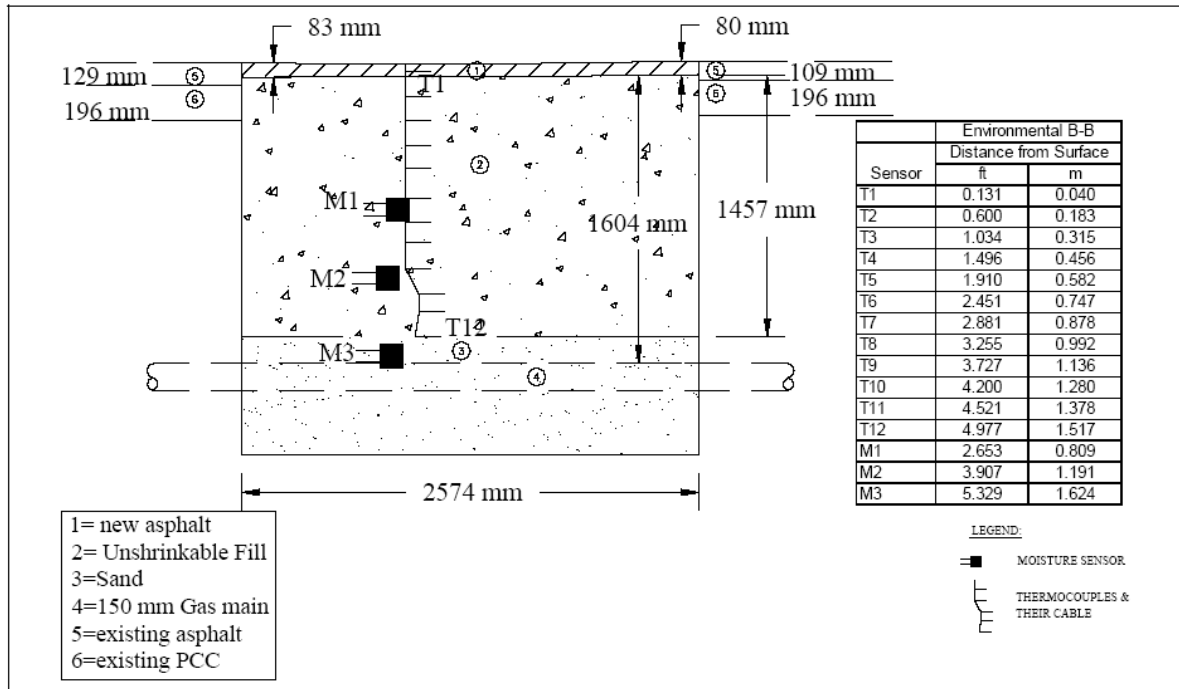 83 mm
80 mm
129 mm
5
1
5
109 mm
196 mm
6
T1
6
196 mm
2
M1
1604 mm
1457 mm
M2
T12
M3
3
4
2574 mm
Environmental B-B
Distance from Surface
Sensor ft m
T1 0.131 0.040
T2 0.600 0.183
T3 1.034 0.315
T4 1.496 0.456
T5 1.910 0.582
T6 2.451 0.747
T7 2.881 0.878
T8 3.255 0.992
T9 3.727 1.136
T10 4.200 1.280
T11 4.521 1.378
T12 4.977 1.517
M1 2.653 0.809
M2 3.907 1.191
M3 5.329 1.624
1= new asphalt
2= Unshrinkable Fill
3=Sand
4=150 mm Gas main
5=existing asphalt
6=existing PCC
LEGEND:
MOISTURE SENSOR
THERMOCOUPLES &
THEIR CABLE